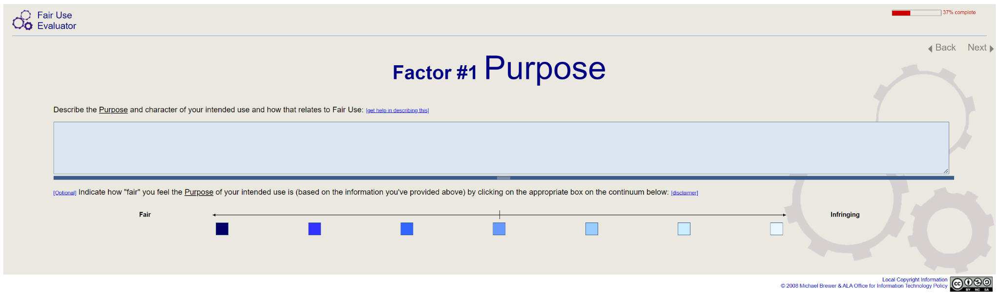 Fair Use
Evaluator
37% complete
Back Next
Factor #1 Purpose
Describe the Purpose and character of your intended use and how that relates to Fair Use: [get help in describing this]
[Optional] Indicate how "fair" you feel the Purpose of your intended use is (based on the information you've provided above) by clicking on the appropriate box on the continuum below: [disclaimer]
Fair Infringing
Local Copyright Information
© 2008 Michael Brewer & ALA Office for Information Technology Policy
cc BY NC SA